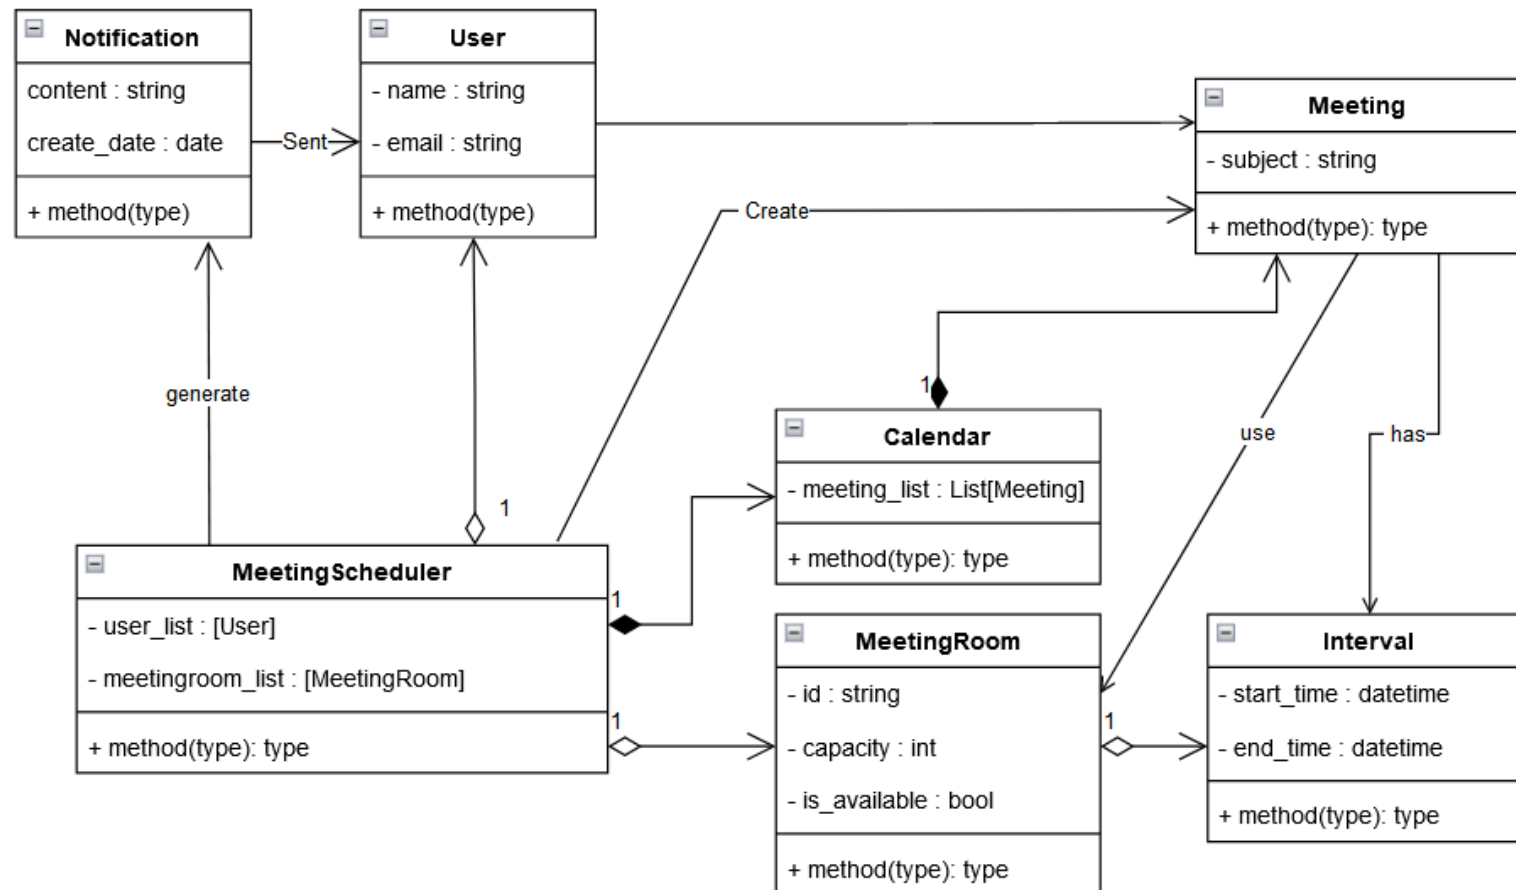 Notification
content : string
create_date : date
+ method(type)
Sent
User
- name : string
- email : string
+ method(type)
Meeting
- subject : string
+ method(type): type
Create
generate
1
1
use
has
Calendar
- meeting_list : List[Meeting]
+ method(type): type
MeetingScheduler
- user_list : [User]
- meetingroom_list : [MeetingRoom]
+ method(type): type
1
1
MeetingRoom
- id : string
- capacity : int
- is_available : bool
+ method(type): type
1
Interval
- start_time : datetime
- end_time : datetime
+ method(type): type